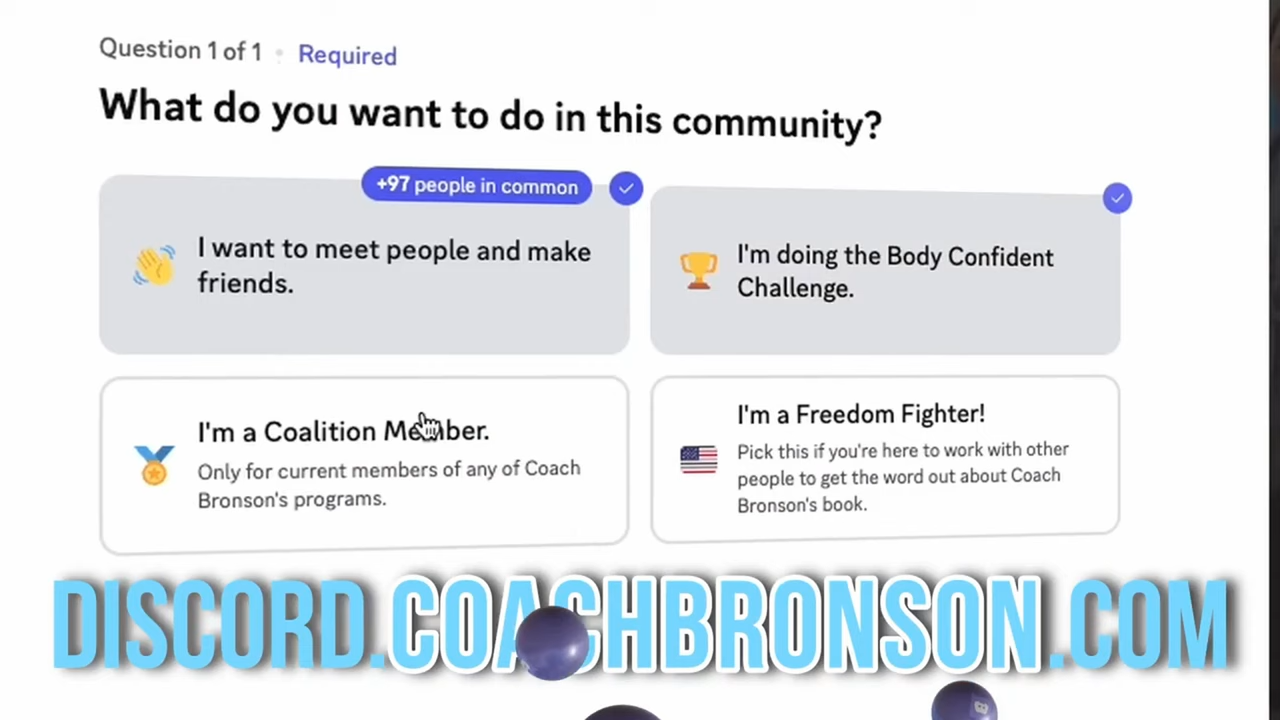 Question 1 of 1 • Required
What do you want to do in this community?
+97 people in common
I want to meet people and make
friends.
I'm doing the Body Confident
Challenge.
I'm a Coalition Member.
Only for current members of any of Coach
Bronson's programs.
I'm a Freedom Fighter!
Pick this if you're here to work with other
people to get the word out about Coach
Bronson's book.
DISCORD.COACHBRONSON.COM